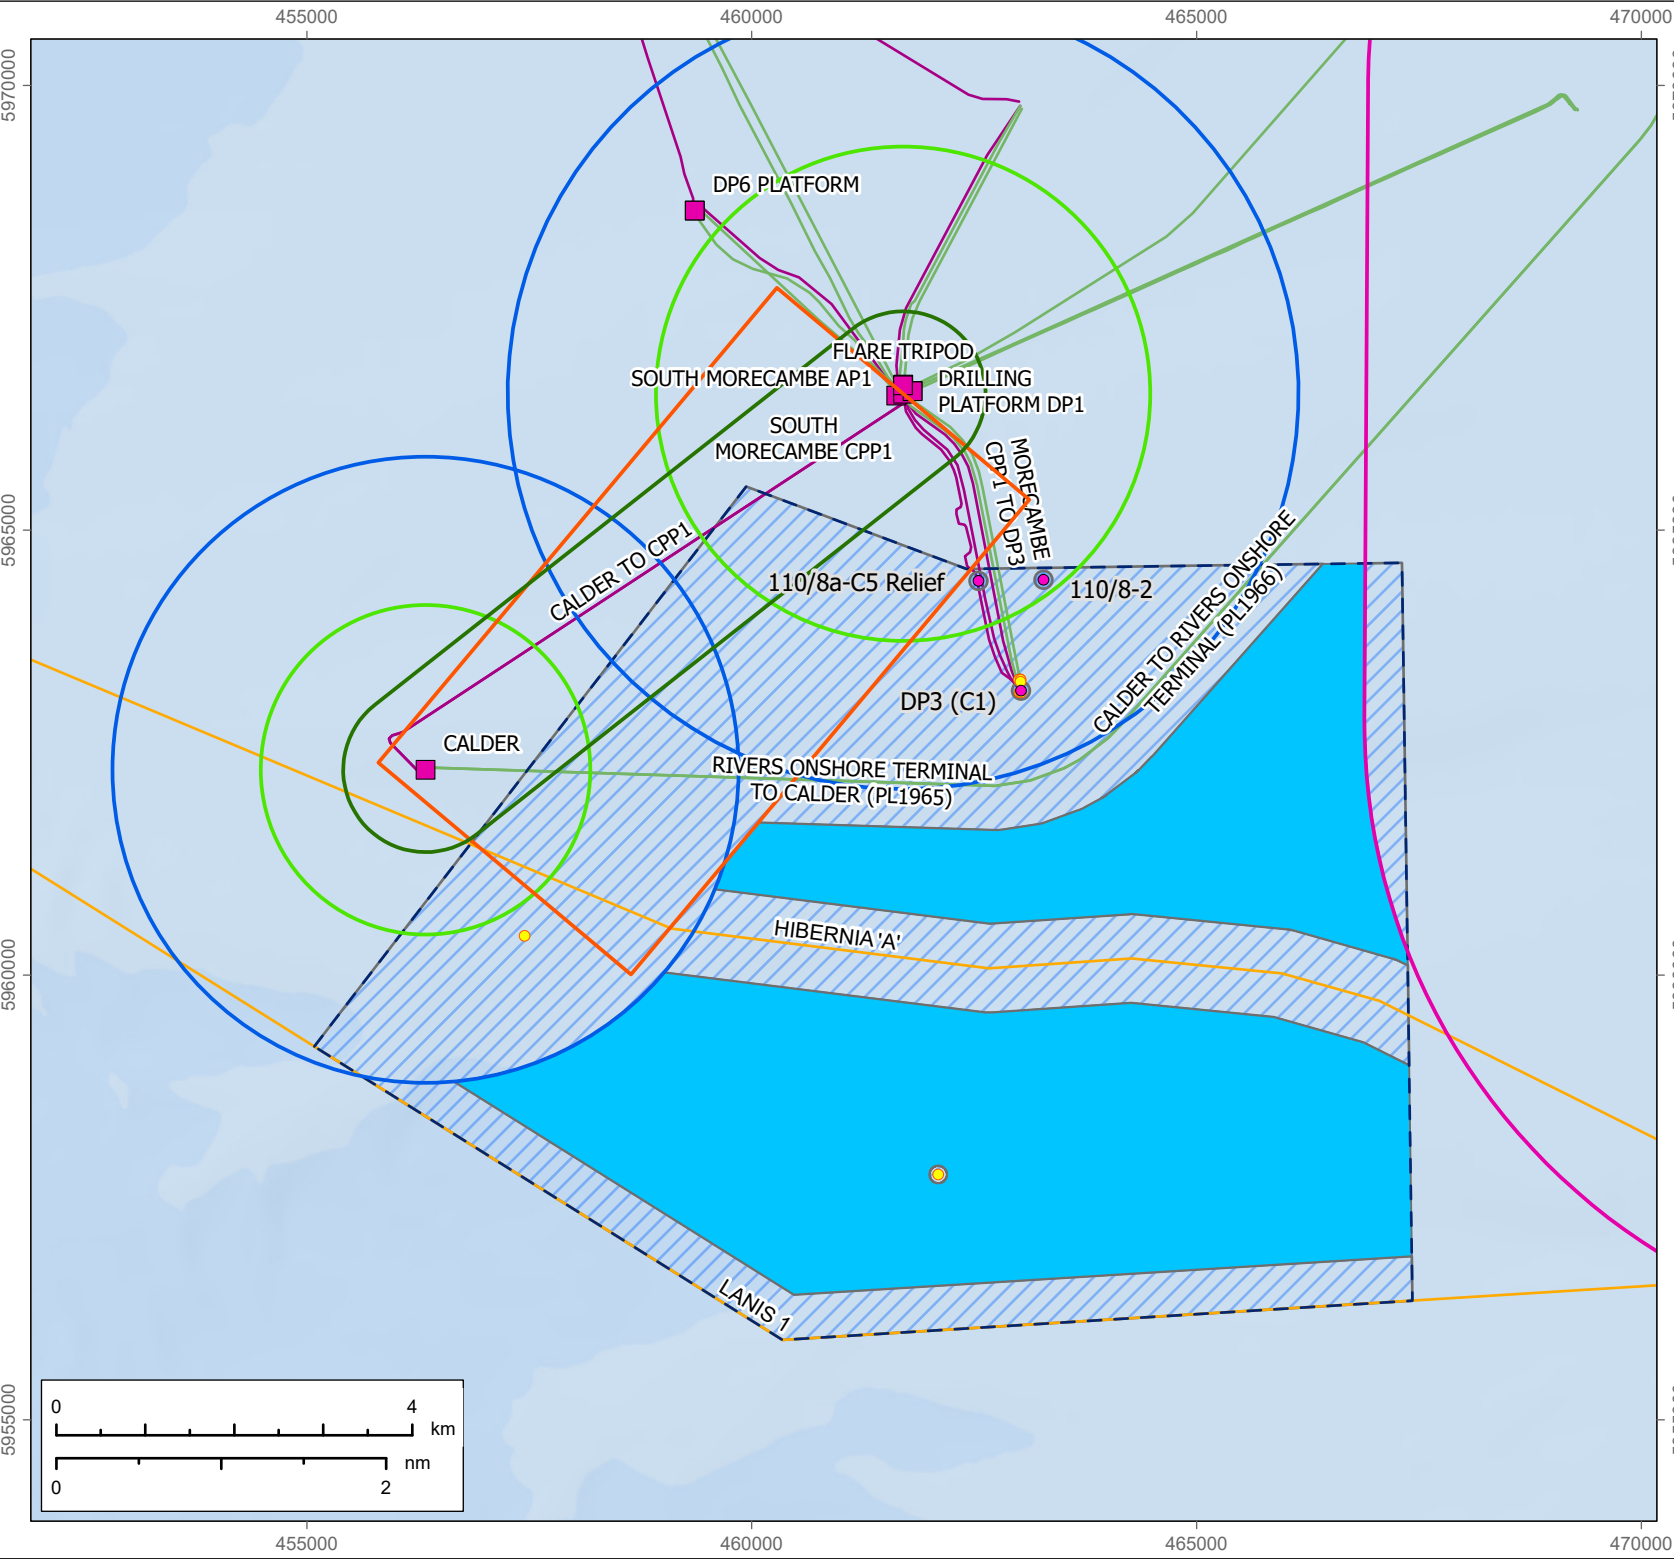 455000
460000
465000
470000
5970000
DP6 PLATFORM
FLARE TRIPOD
SOUTH MORECAMBE AP1
DRILLING
PLATFORM DP1
SOUTH
MORECAMBE CPP1
MORECAMBE
CPP1 TO DP3
5965000
CALDER TO CPP1
110/8a-C5 Relief
110/8-2
CALDER TO RIVERS ONSHORE
TERMINAL (PL1966)
DP3 (C1)
CALDER
RIVERS ONSHORE TERMINAL
TO CALDER (PL1965)
HIBERNIA 'A'
5960000
LANIS 1
5955000
0
4
km
nm
0
2
455000
460000
465000
470000